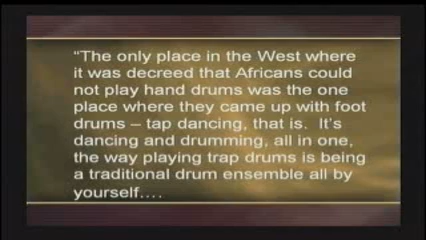 “The only place in the West where
it was decreed that Africans could
not play hand drums was the one
place where they came up with foot
drums – tap dancing, that is.  It’s
dancing and drumming, all in one,
the way playing trap drums is being
a traditional drum ensemble all by
yourself….